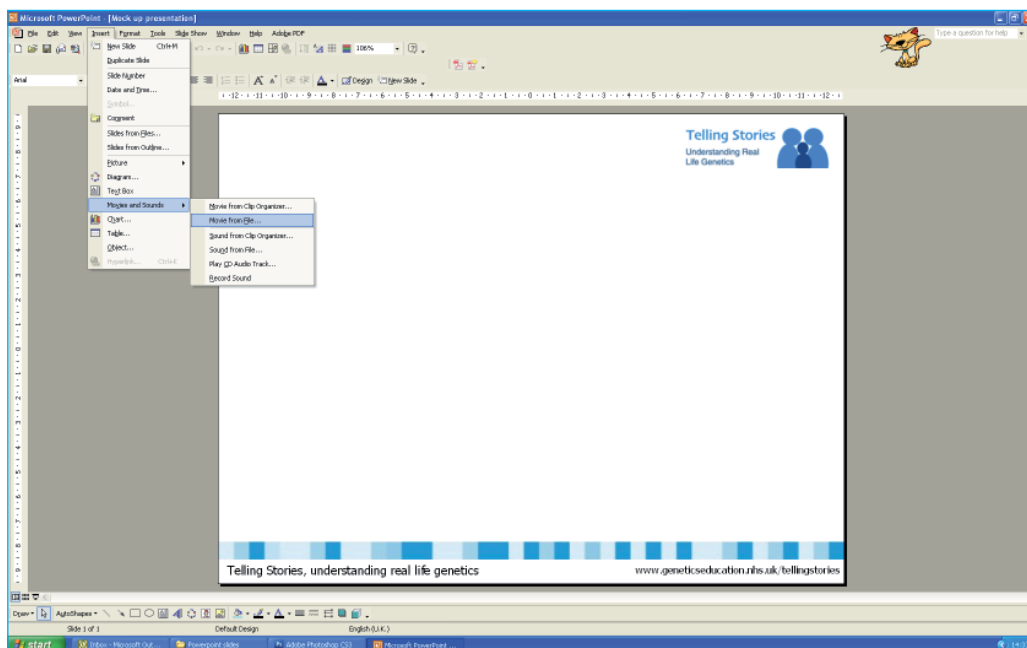 Microsoft PowerPoint - [Mock up presentation]
File Edit View Insert Format Tools Slide Show Window Help Adobe PDF
Type a question for help
New Slide Ctrl+M
106%
Duplicate Slide
Slide Number
Arial
Design New Slide
Date and Time...
Symbol...
Comment
Slides from Files...
Slides from Outline...
Picture
Diagram...
Text Box
Movies and Sounds
Chart...
Table...
Object...
Hyperlink... Ctrl+K
Movie from Clip Organizer...
Movie from File...
Sound from Clip Organizer...
Sound from File...
Play CD Audio Track...
Record Sound
Telling Stories
Understanding Real
Life Genetics
Telling Stories, understanding real life genetics
www.geneticseducation.nhs.uk/tellingstories
Draw AutoShapes
Slide 1 of 1 Default Design English (U.K.)
start Inbox - Microsoft Out... Powerpoint slides Adobe Photoshop CS3 Microsoft PowerPoint ...